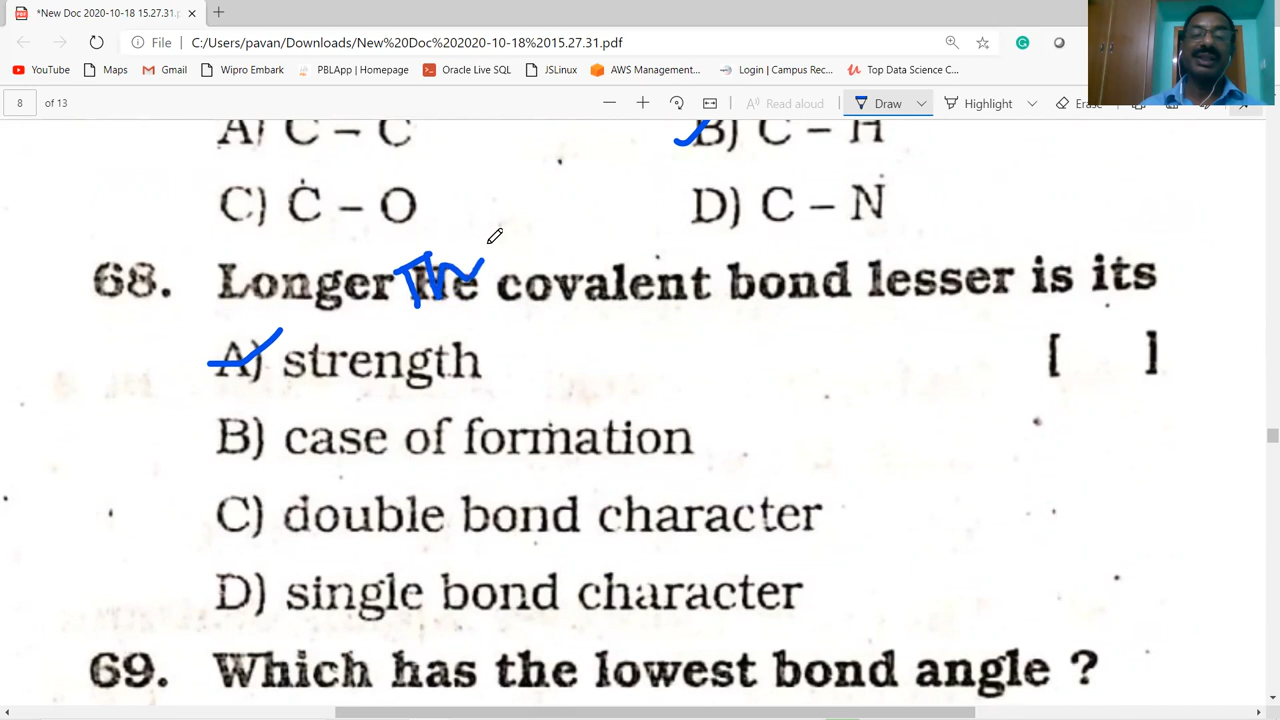 *New Doc 2020-10-18 15.27.31.p
File C:/Users/pavan/Downloads/New%20Doc%202020-10-18%2015.27.31.pdf
YouTube Maps Gmail Wipro Embark PBLApp | Homepage Oracle Live SQL JSLinux AWS Management... Login | Campus Rec... Top Data Science C...
8 of 13 Read aloud Draw Highlight Erase
A) C – C B) C – H
C) C – O D) C – N
68. Longer The covalent bond lesser is its
A) strength [ ]
B) case of formation
C) double bond character
D) single bond character
69. Which has the lowest bond angle ?